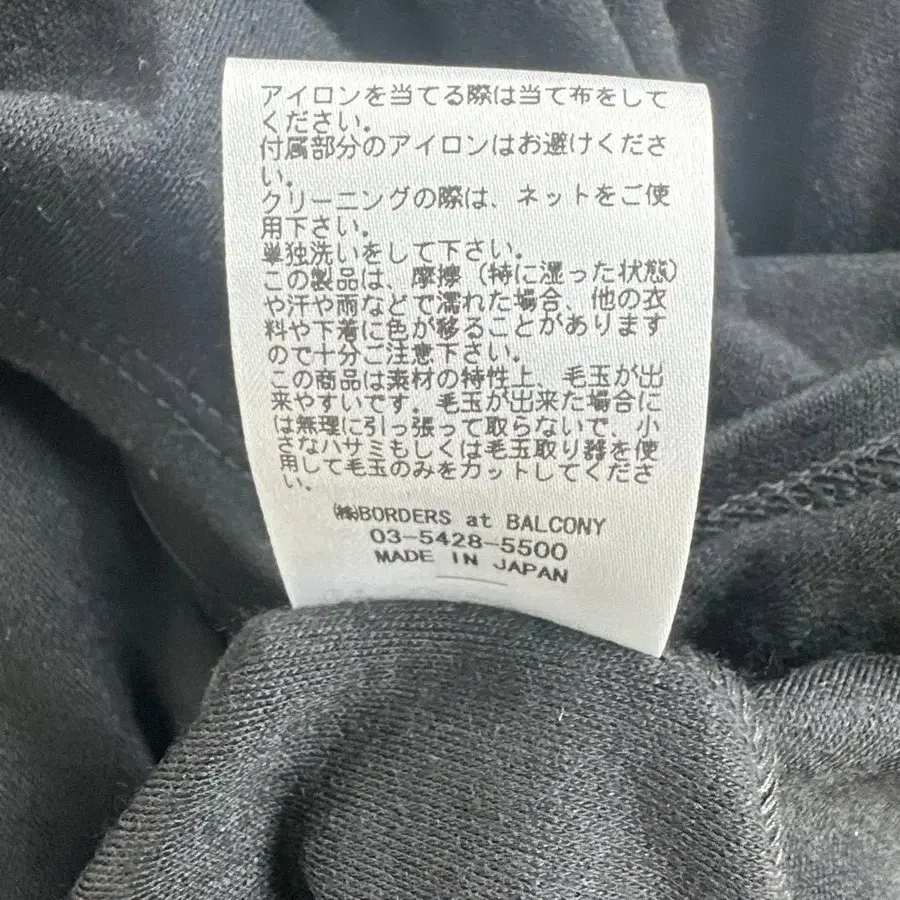 アイロンを当てる際は当て布をして
ください。
付属部分のアイロンはお避けくださ
い。
クリーニングの際は、ネットをご使
用下さい。
単独洗いをして下さい。
この製品は、摩擦（特に湿った状態）
や汗や雨などで濡れた場合、他の衣
料や下着に色が移ることがあります
ので十分ご注意下さい。
この商品は素材の特性上、毛玉が出
来やすいです。毛玉が出来た場合に
は無理に引っ張って取らないで、小
さなハサミもしくは毛玉取り器を使
用して毛玉のみをカットしてくださ
い。
㈱BORDERS at BALCONY
03-5428-5500
MADE IN JAPAN